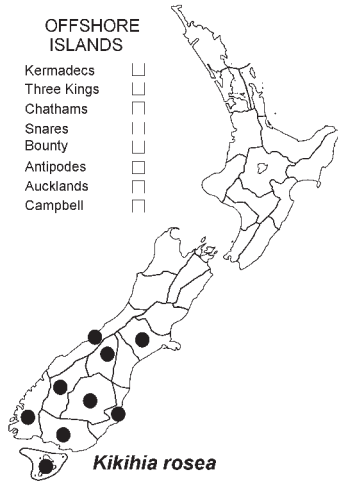 OFFSHORE
ISLANDS
Kermadecs
Three Kings
Chathams
Snares
Bounty
Antipodes
Aucklands
Campbell
Kikihia rosea